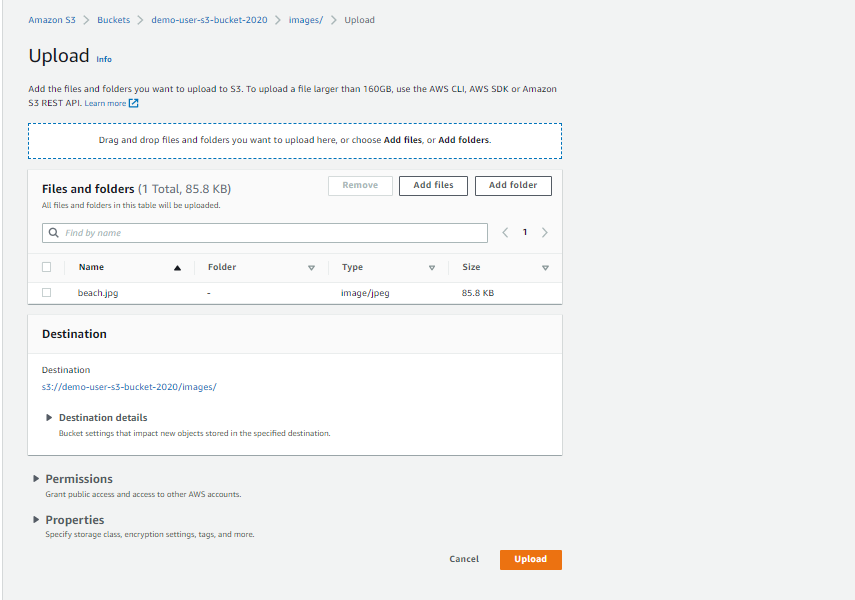 Amazon S3 > Buckets > demo-user-s3-bucket-2020 > images/ > Upload
Upload Info
Add the files and folders you want to upload to S3. To upload a file larger than 160GB, use the AWS CLI, AWS SDK or Amazon
S3 REST API. Learn more
Drag and drop files and folders you want to upload here, or choose Add files, or Add folders.
Files and folders (1 Total, 85.8 KB)
Remove Add files Add folder
All files and folders in this table will be uploaded.
Find by name
1
Name Folder Type Size
beach.jpg - image/jpeg 85.8 KB
Destination
Destination
s3://demo-user-s3-bucket-2020/images/
Destination details
Bucket settings that impact new objects stored in the specified destination.
Permissions
Grant public access and access to other AWS accounts.
Properties
Specify storage class, encryption settings, tags, and more.
Cancel Upload